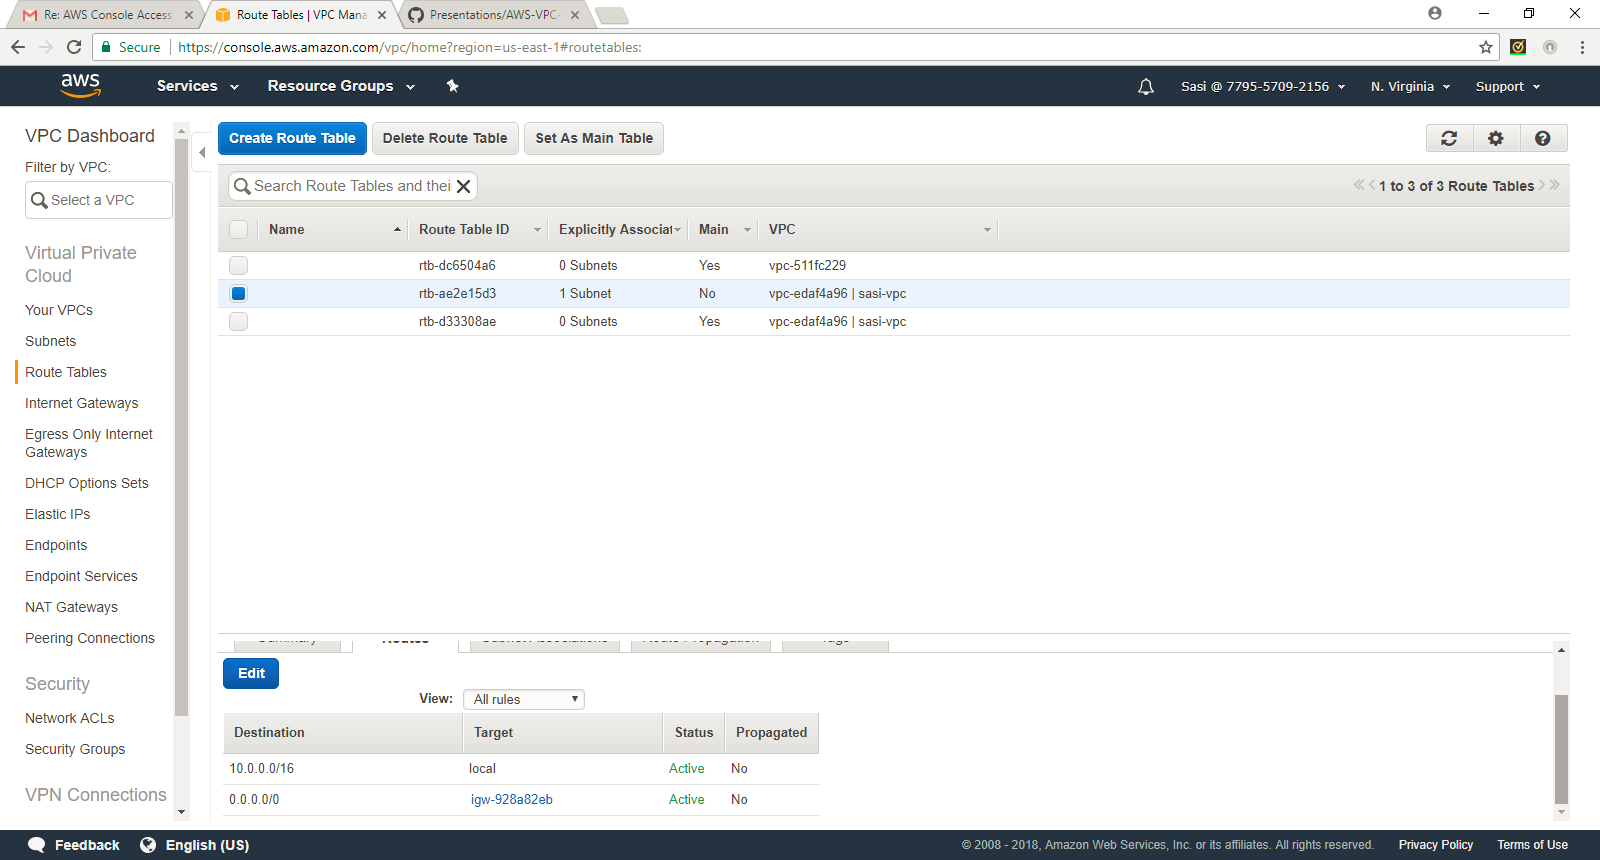 Re: AWS Console Access
Route Tables | VPC Mana
Presentations/AWS-VPC-
Secure
https://console.aws.amazon.com/vpc/home?region=us-east-1#routetables:
aws
Services
Resource Groups
Sasi @ 7795-5709-2156
N. Virginia
Support
VPC Dashboard
Filter by VPC:
Select a VPC
Virtual Private
Cloud
Your VPCs
Subnets
Route Tables
Internet Gateways
Egress Only Internet
Gateways
DHCP Options Sets
Elastic IPs
Endpoints
Endpoint Services
NAT Gateways
Peering Connections
Security
Network ACLs
Security Groups
VPN Connections
Create Route Table
Delete Route Table
Set As Main Table
Search Route Tables and thei
1 to 3 of 3 Route Tables
Name Route Table ID Explicitly Associat Main VPC
rtb-dc6504a6 0 Subnets Yes vpc-511fc229
rtb-ae2e15d3 1 Subnet No vpc-edaf4a96 | sasi-vpc
rtb-d33308ae 0 Subnets Yes vpc-edaf4a96 | sasi-vpc
Summary Routes Subnet Associations Route Propagation Tags
Edit
View: All rules
Destination Target Status Propagated
10.0.0.0/16 local Active No
0.0.0.0/0 igw-928a82eb Active No
Feedback
English (US)
© 2008 - 2018, Amazon Web Services, Inc. or its affiliates. All rights reserved.
Privacy Policy
Terms of Use